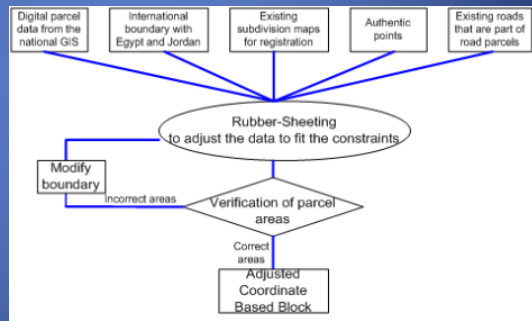 Digital parcel
data from the
national GIS
International
boundary with
Egypt and Jordan
Existing
subdivision maps
for registration
Authentic
points
Existing roads
that are part of
road parcels
Rubber-Sheeting
to adjust the data to fit the constraints
Modify
boundary
Incorrect areas
Verification of parcel
areas
Correct
areas
Adjusted
Coordinate
Based Block